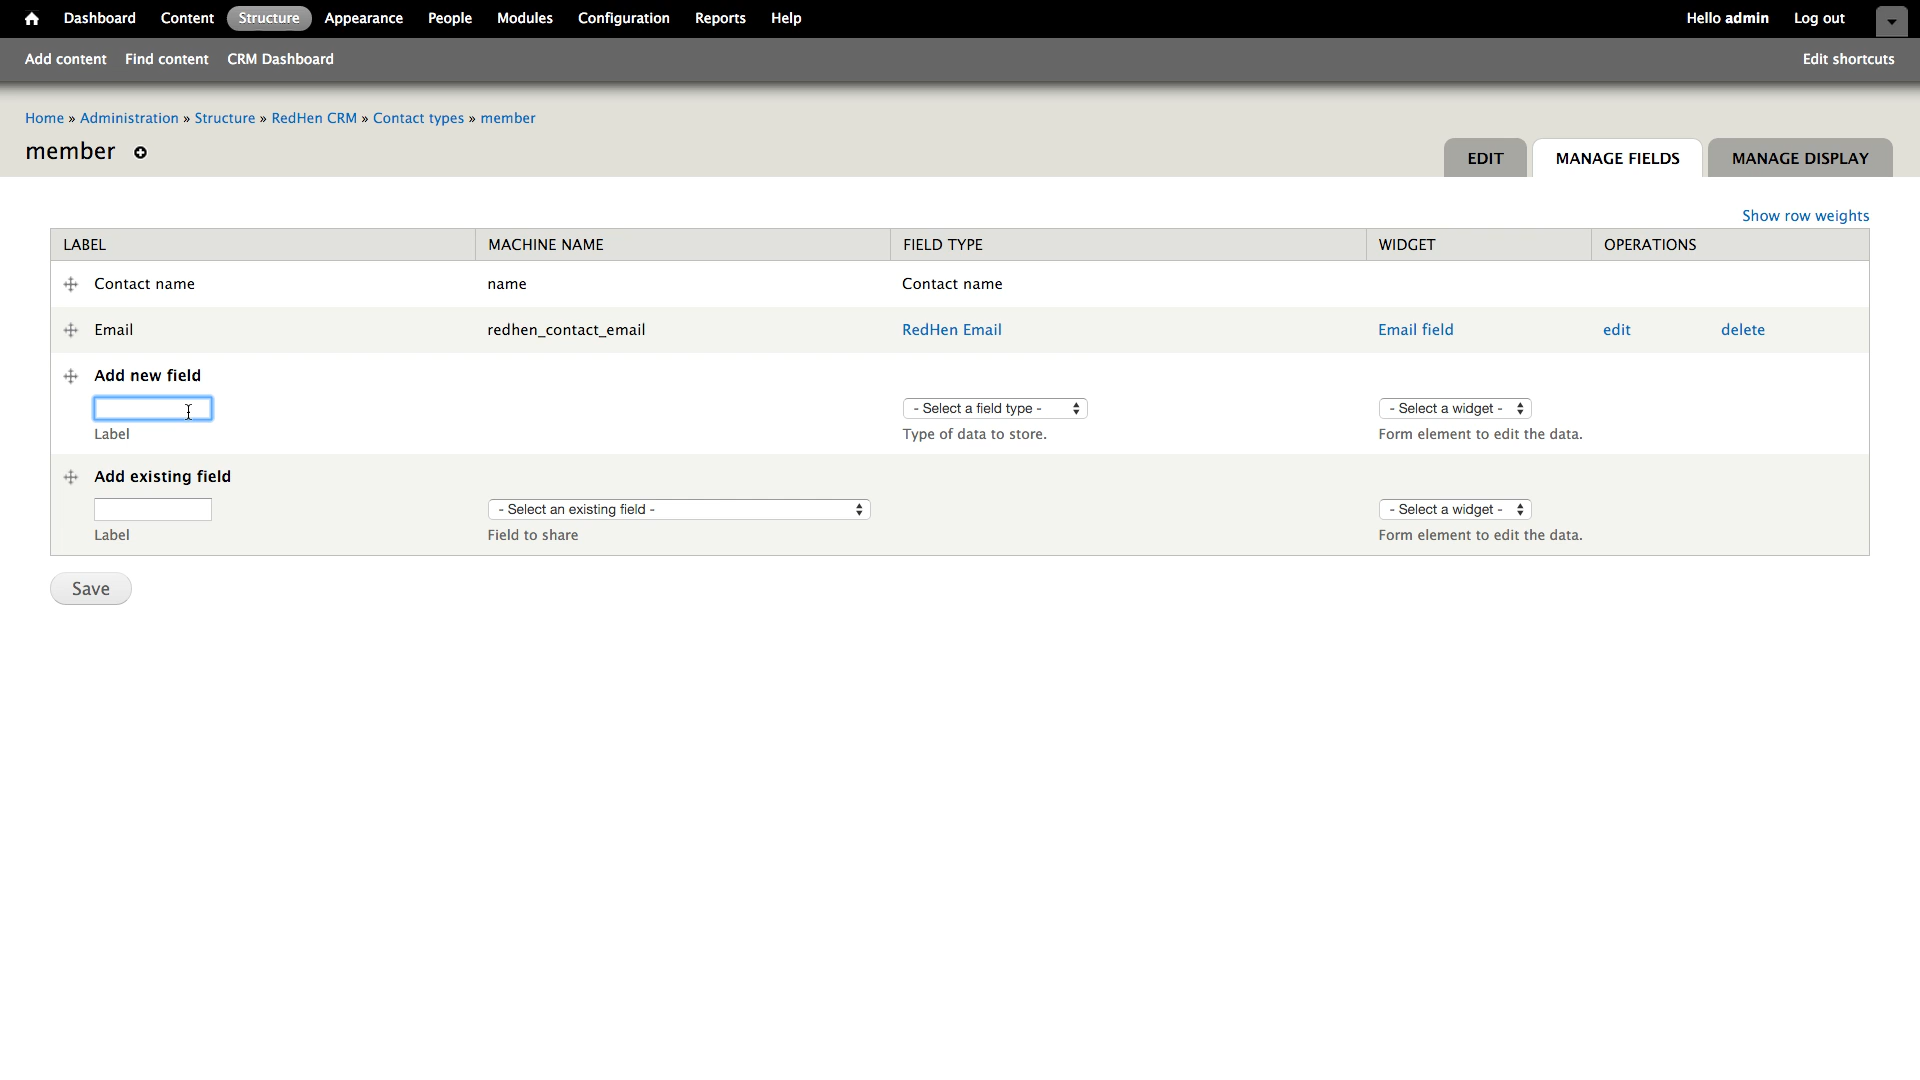 Dashboard Content Structure Appearance People Modules Configuration Reports Help Hello admin Log out
Add content Find content CRM Dashboard Edit shortcuts
Home » Administration » Structure » RedHen CRM » Contact types » member
member
EDIT MANAGE FIELDS MANAGE DISPLAY
Show row weights
LABEL MACHINE NAME FIELD TYPE WIDGET OPERATIONS
Contact name name Contact name
Email redhen_contact_email RedHen Email Email field edit delete
Add new field
- Select a field type - - Select a widget -
Label Type of data to store. Form element to edit the data.
Add existing field
- Select an existing field - - Select a widget -
Label Field to share Form element to edit the data.
Save